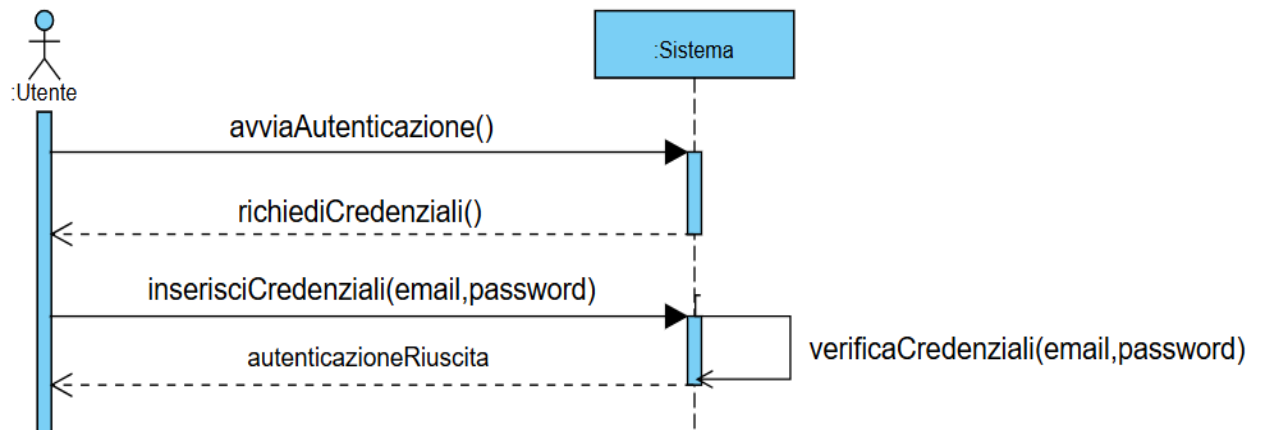 :Utente
:Sistema
avviaAutenticazione()
richiediCredenziali()
inserisciCredenziali(email,password)
verificaCredenziali(email,password)
autenticazioneRiuscita